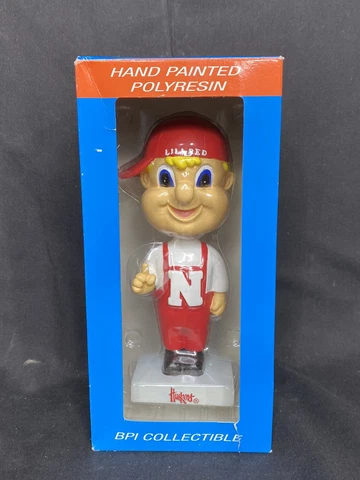 HAND PAINTED
POLYRESIN
LIL' RED
N
Huskers®
BPI COLLECTIBLE